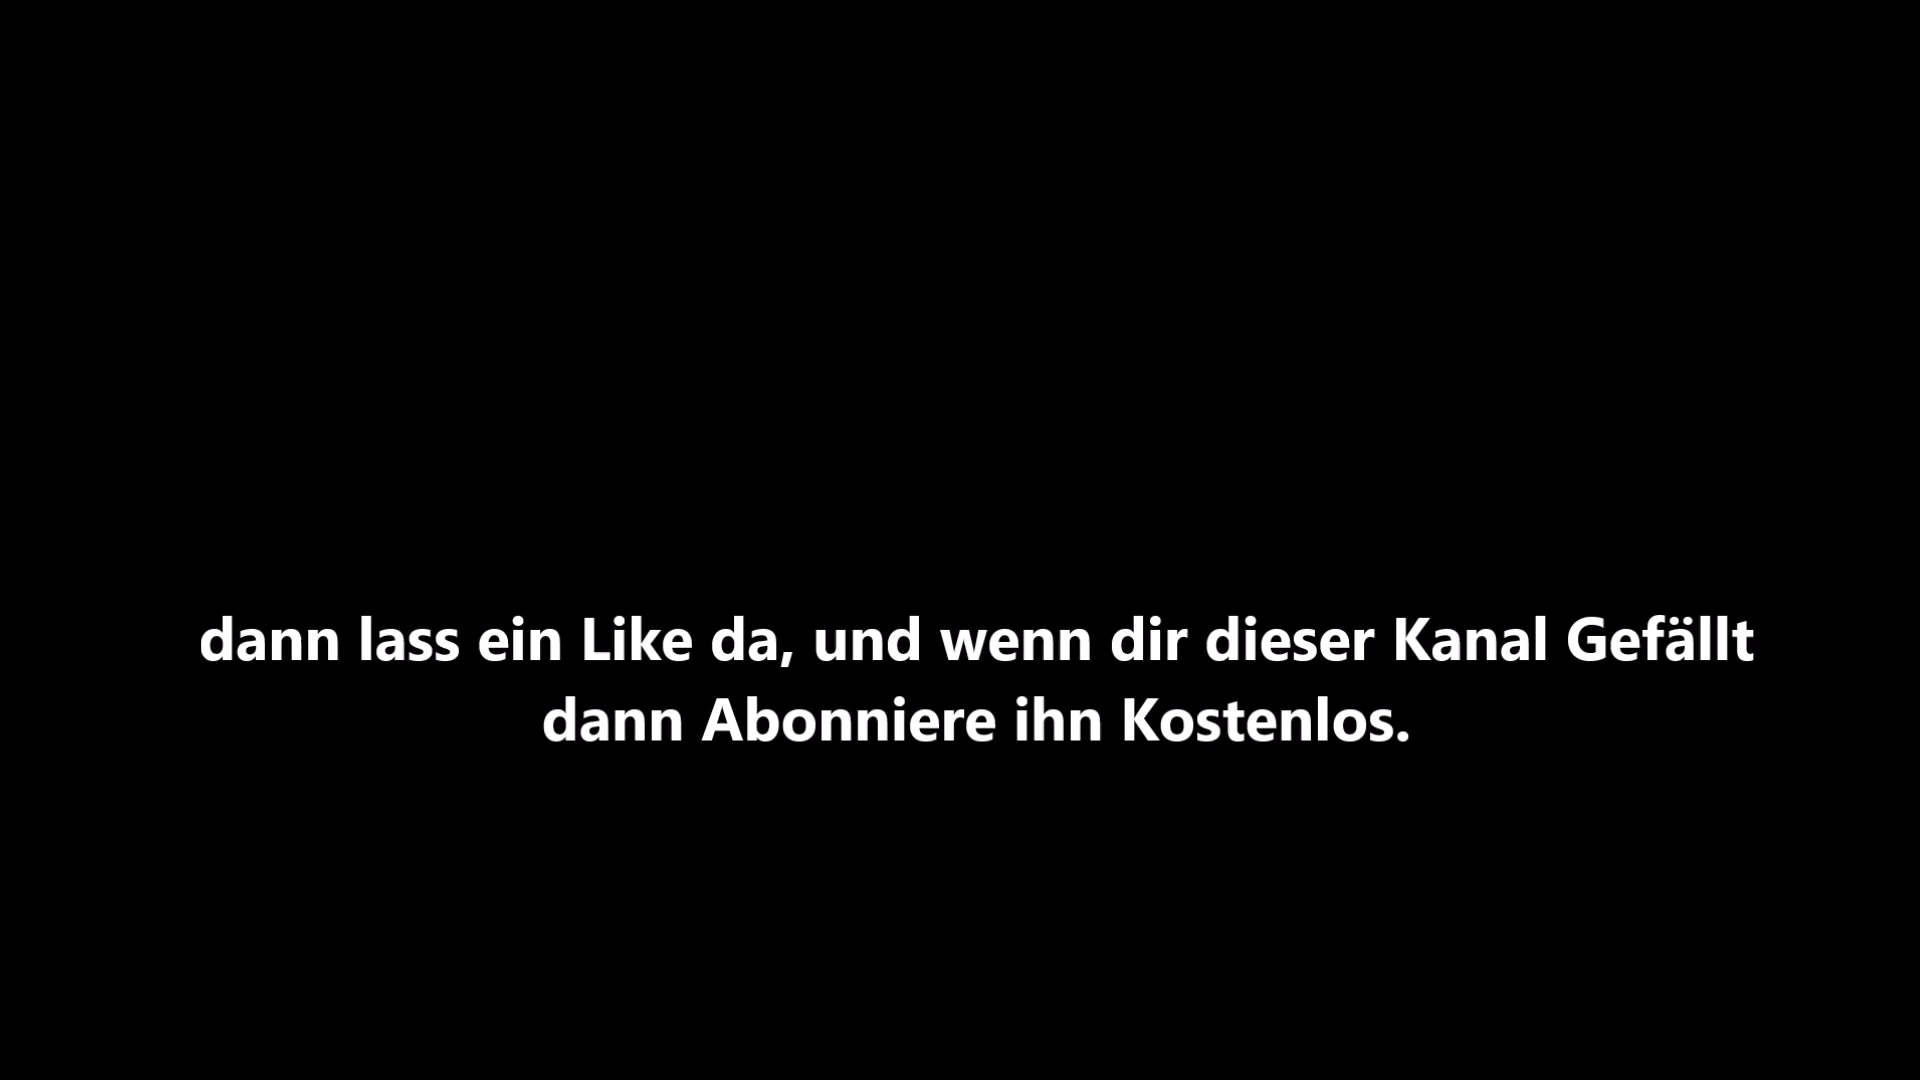 dann lass ein Like da, und wenn dir dieser Kanal Gefällt
dann Abonniere ihn Kostenlos.